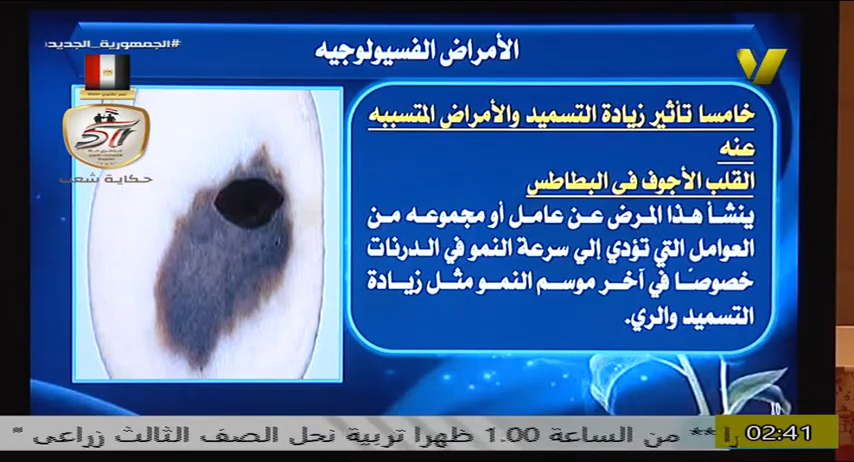 #الجمهورية_الجديدة
الأمراض الفسيولوجيه
حكاية شعب
خامسا تأثير زيادة التسميد والأمراض المتسببه
عنه
القلب الأجوف فى البطاطس
ينشأ هذا المرض عن عامل أو مجموعه من
العوامل التي تؤدي إلي سرعة النمو في الدرنات
خصوصًا في آخر موسم النمو مثل زيادة
التسميد والري.
10
را ** من الساعة 1.00 ظهرا تربية نحل الصف الثالث زراعى "
02:41